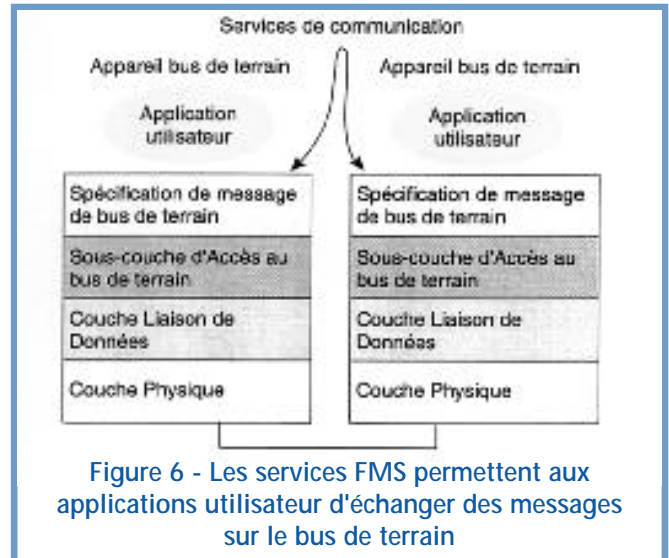 Services de communication
Appareil bus de terrain
Appareil bus de terrain
Application
utilisateur
Application
utilisateur
Spécification de message
de bus de terrain
Sous-couche d'Accès au
bus de terrain
Couche Liaison de
Données
Couche Physique
Spécification de message
de bus de terrain
Sous-couche d'Accès au
bus de terrain
Couche Liaison de
Données
Couche Physique
Figure 6 - Les services FMS permettent aux
applications utilisateur d'échanger des messages
sur le bus de terrain